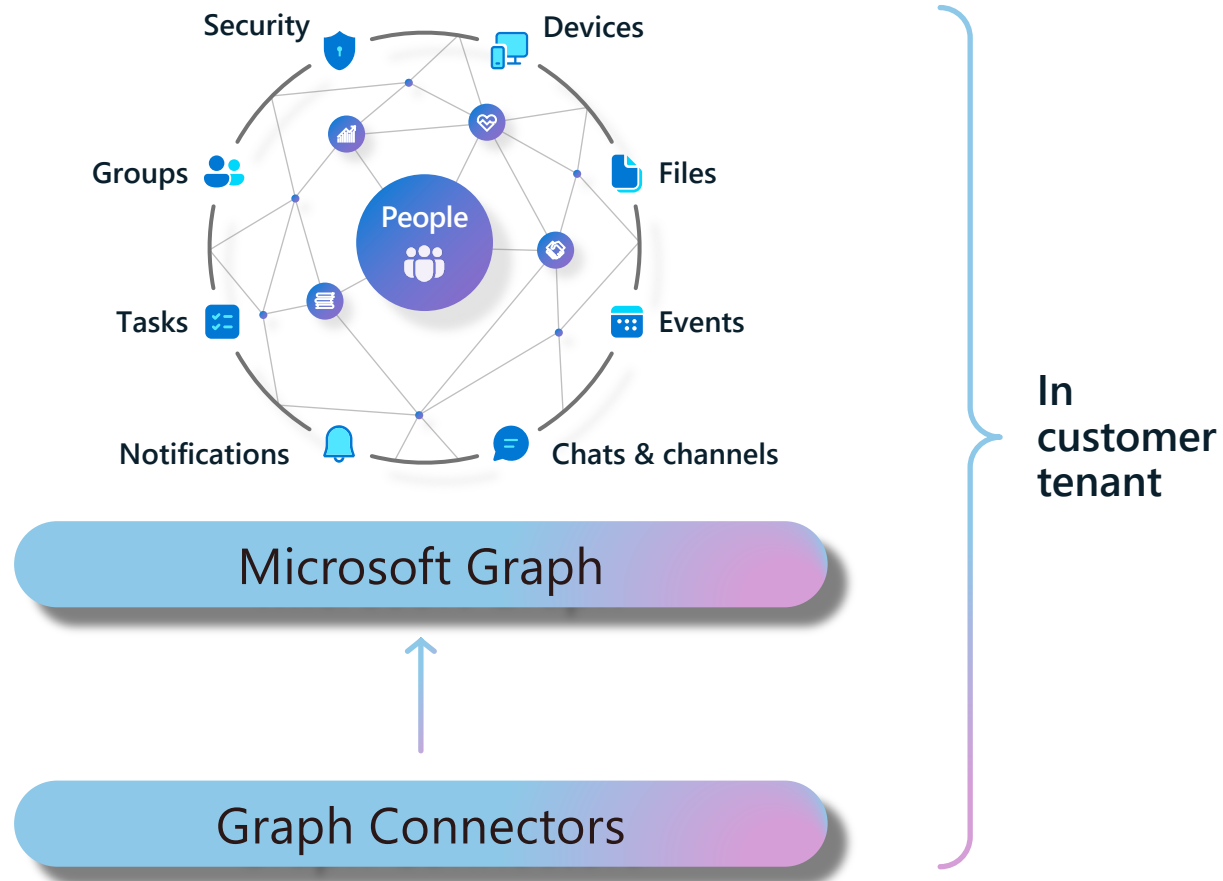 Security
Devices
Groups
Files
People
Tasks
Events
Notifications
Chats & channels
In
customer
tenant
Microsoft Graph
Graph Connectors